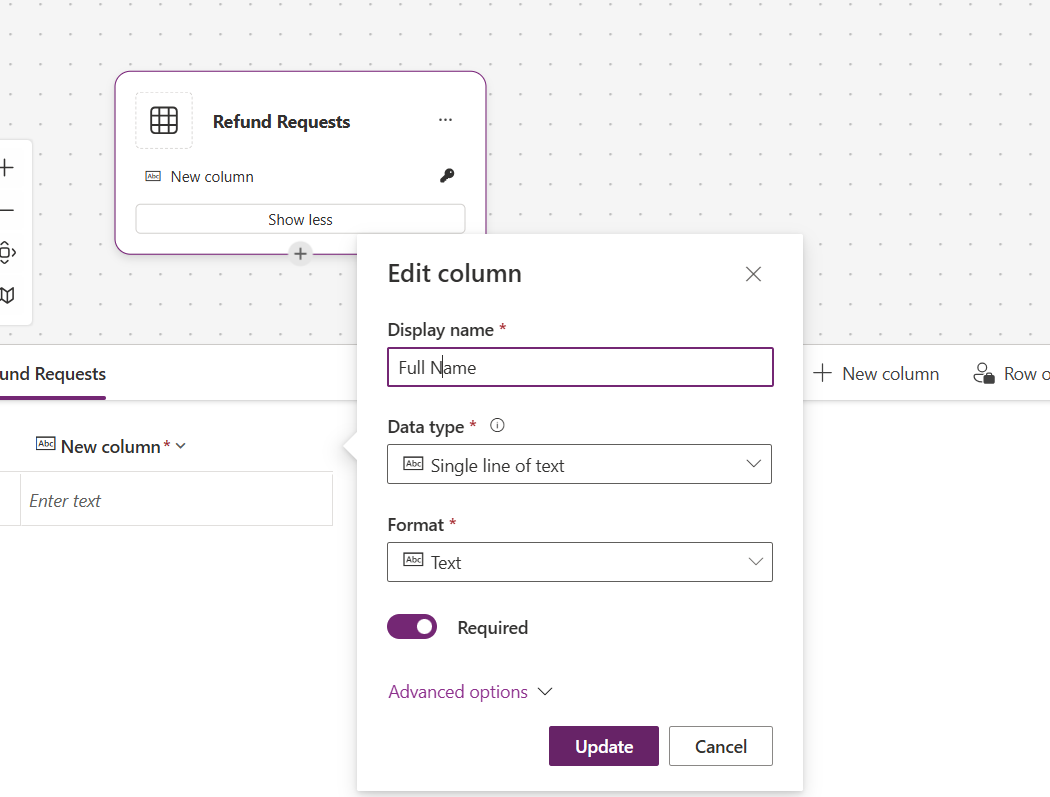 Refund Requests
...
Abc New column
Show less
Edit column
Display name *
Full Name
und Requests
New column
Row o
Data type *
Abc Single line of text
Abc New column *
Enter text
Format *
Abc Text
Required
Advanced options
Update
Cancel